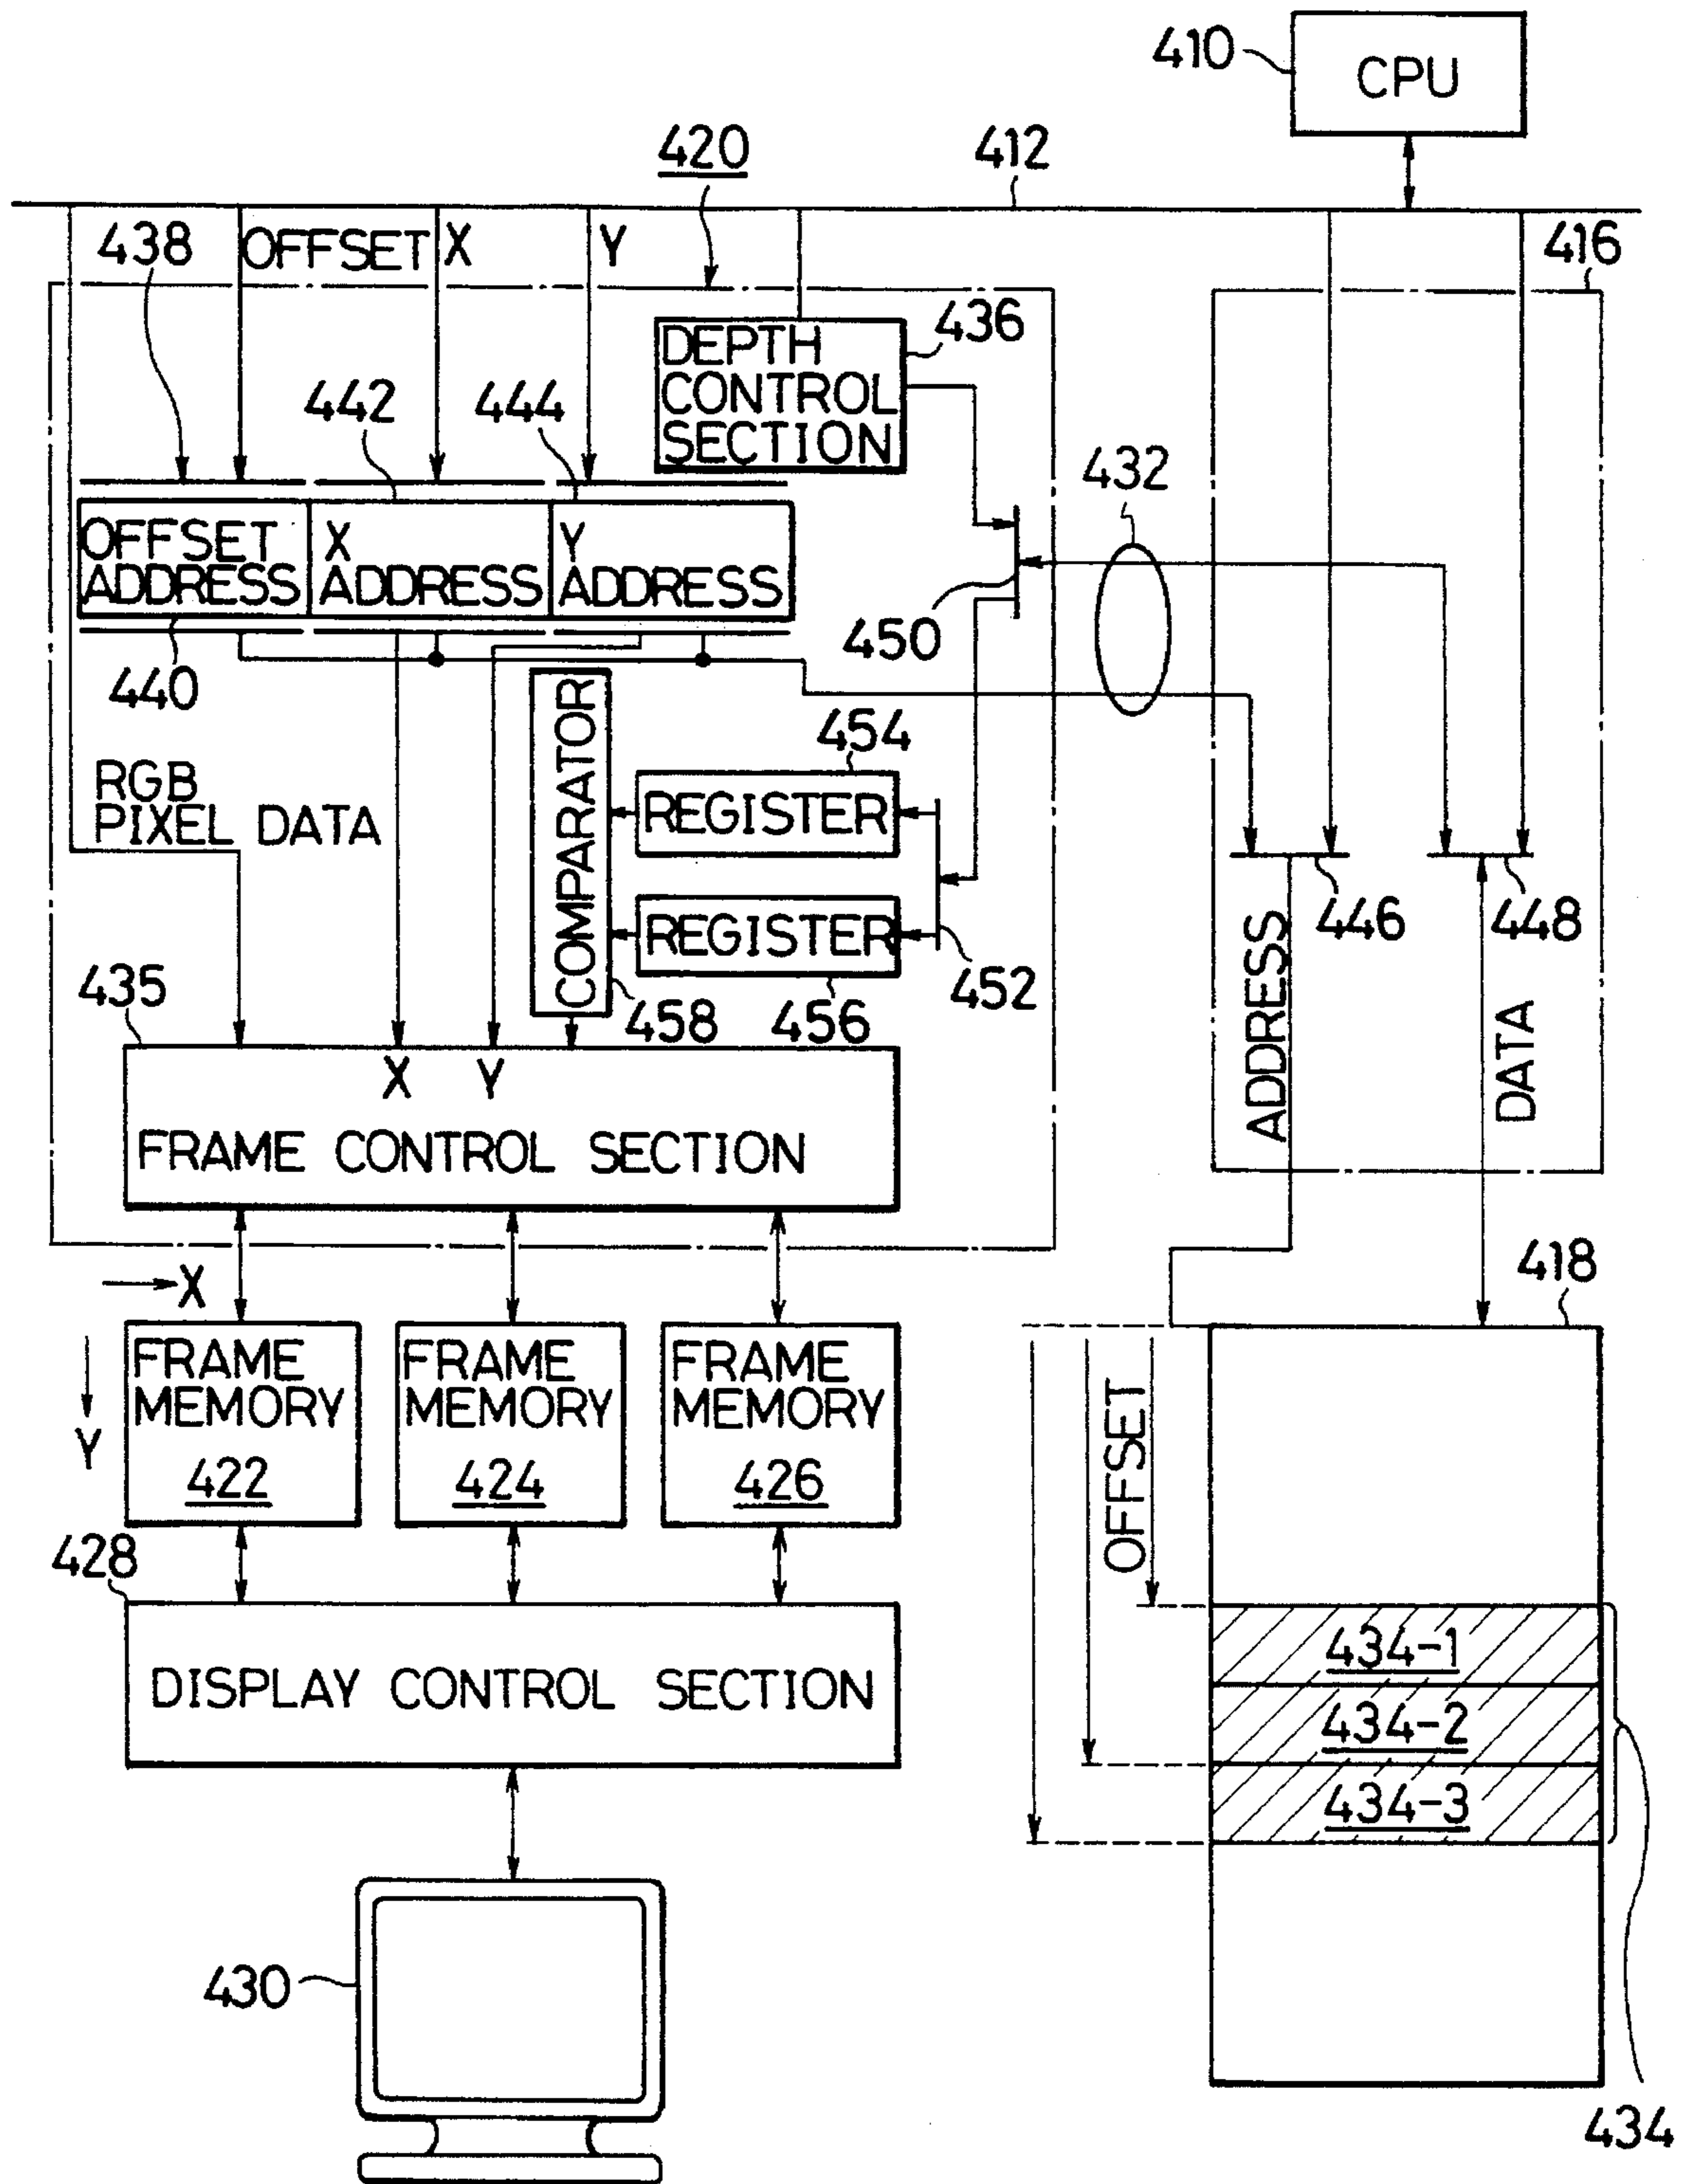 410
CPU
420
412
438
OFFSET
X
Y
416
DEPTH
CONTROL
SECTION
436
442
444
432
OFFSET
ADDRESS
X
ADDRESS
Y
ADDRESS
450
440
COMPARATOR
454
RGB
PIXEL DATA
REGISTER
REGISTER
446
448
452
435
458
456
ADDRESS
DATA
X
Y
FRAME CONTROL SECTION
X
418
Y
FRAME
MEMORY
422
FRAME
MEMORY
424
FRAME
MEMORY
426
OFFSET
428
434-1
DISPLAY CONTROL SECTION
434-2
434-3
430
434